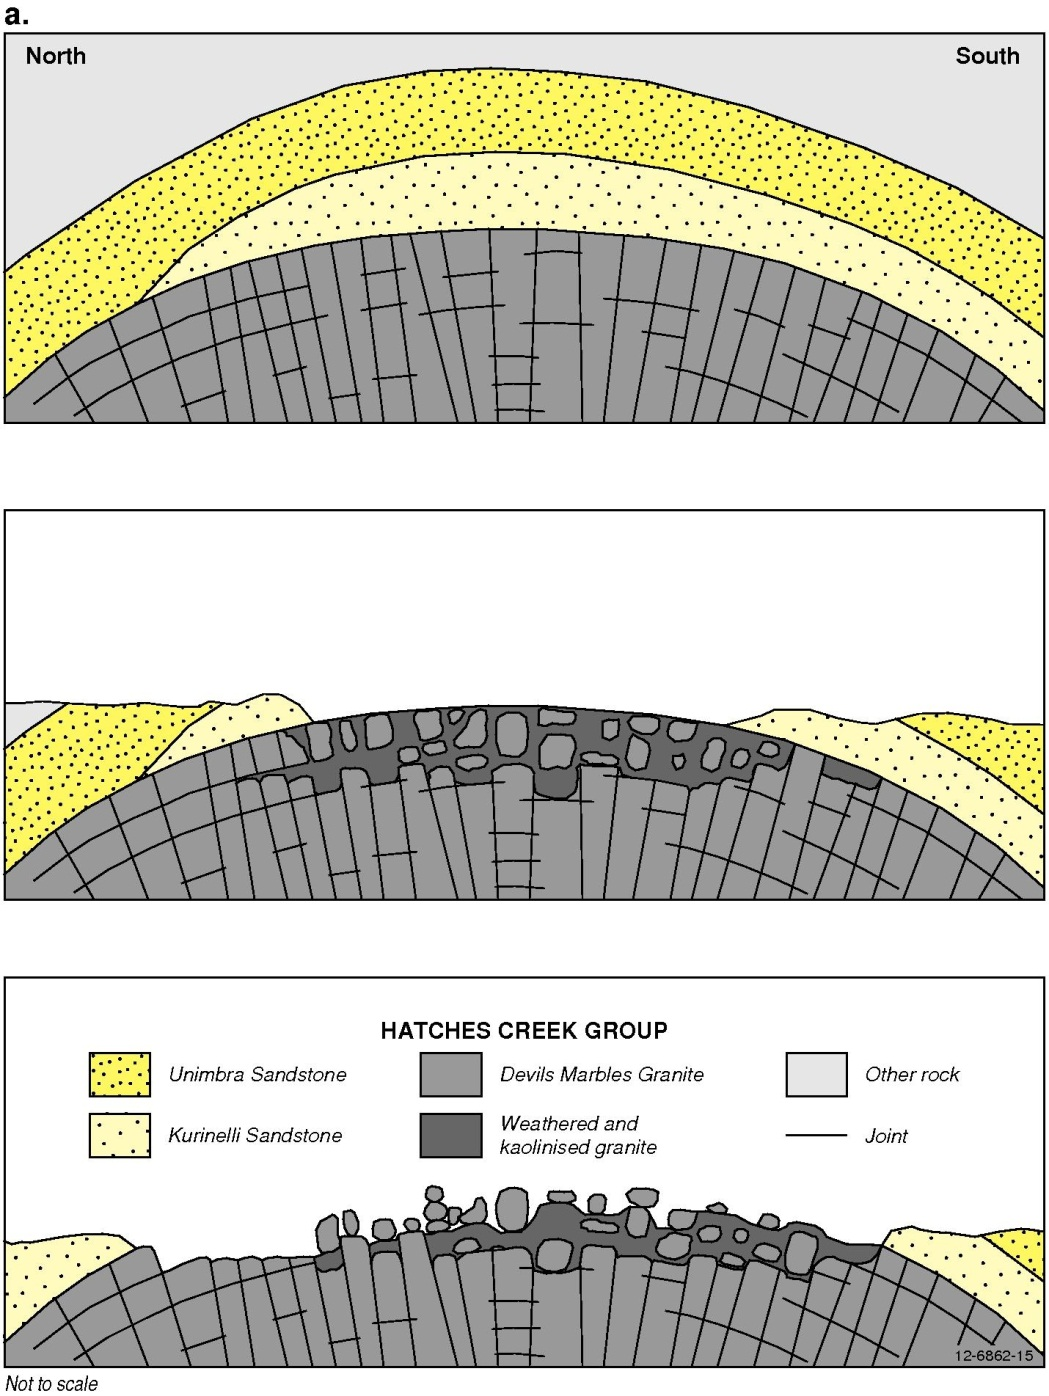 a.
North
South
HATCHES CREEK GROUP
Unimbra Sandstone
Devils Marbles Granite
Other rock
Kurinelli Sandstone
Weathered and
kaolinised granite
Joint
12-6862-15
Not to scale